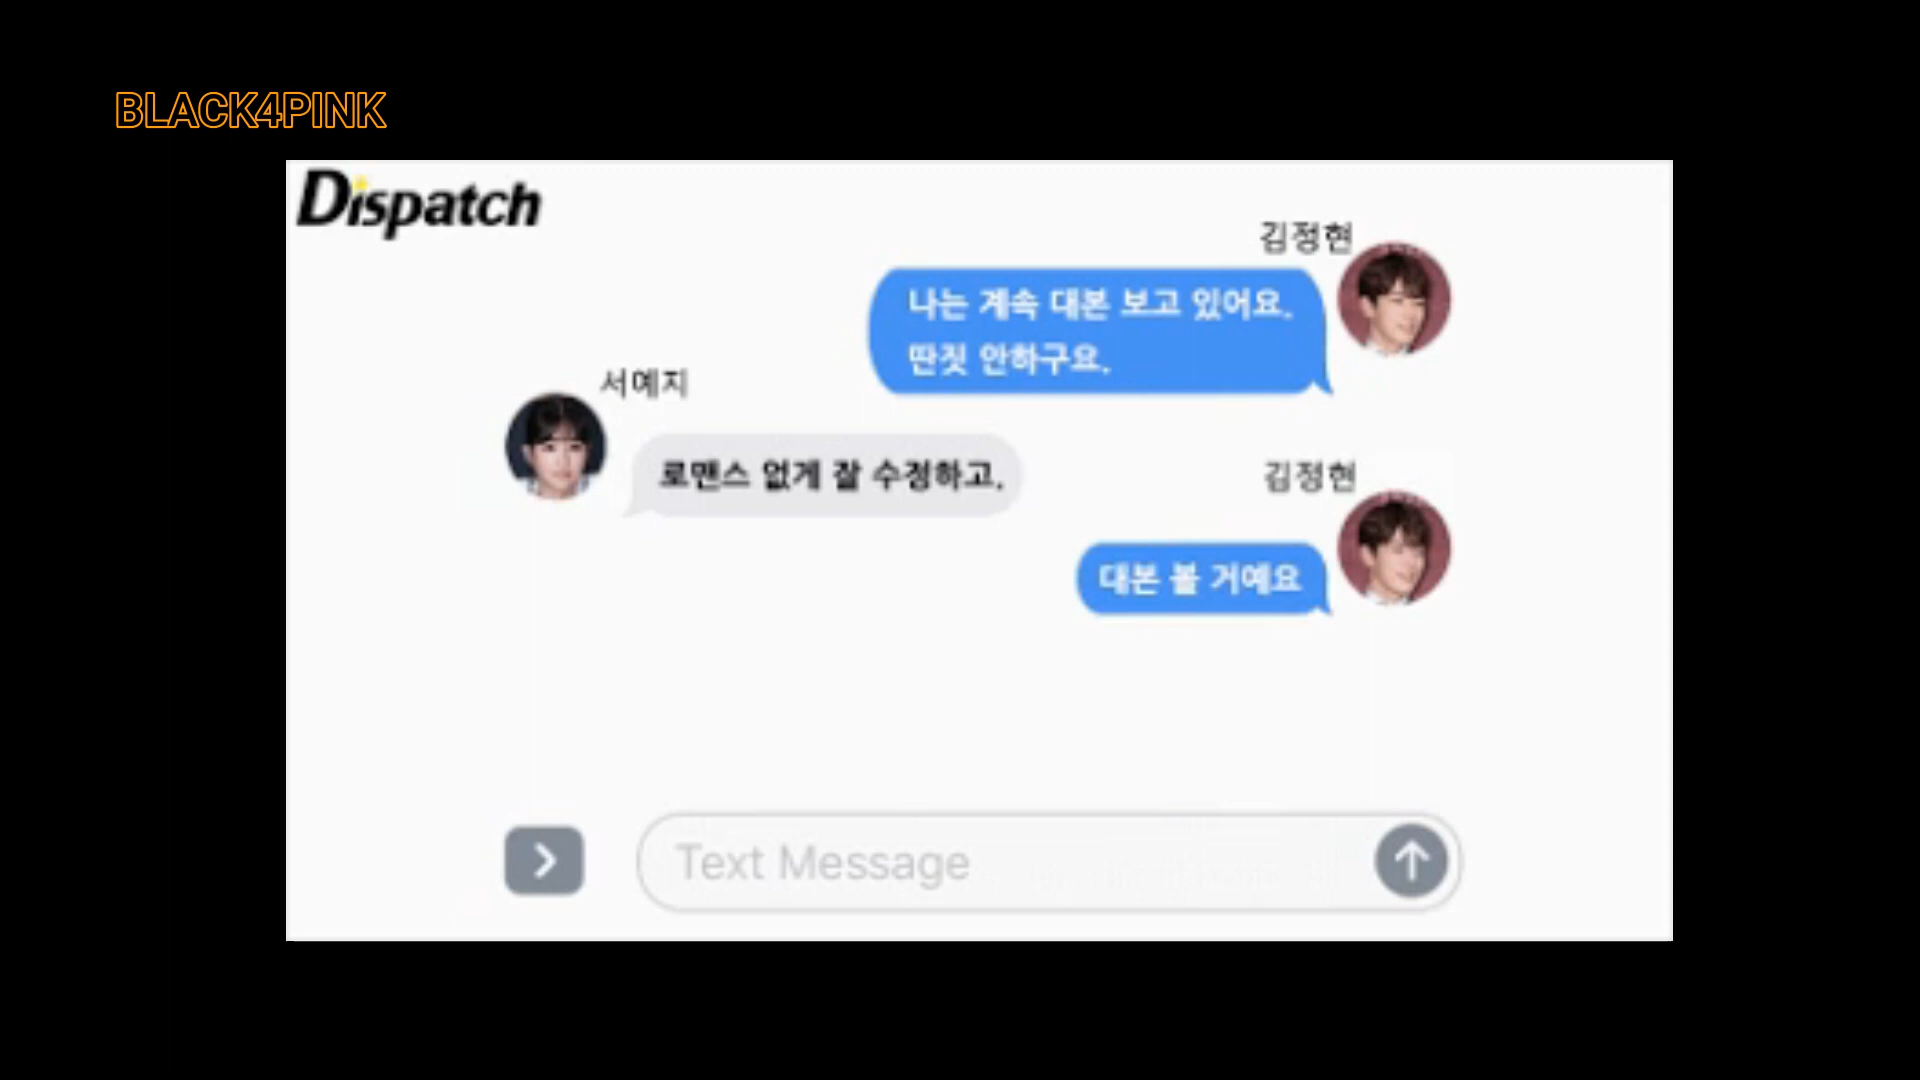 BLACK4PINK
Dispatch
김정현
나는 계속 대본 보고 있어요.
딴짓 안하구요.
서예지
로맨스 없게 잘 수정하고.
김정현
대본 볼 거예요
Text Message